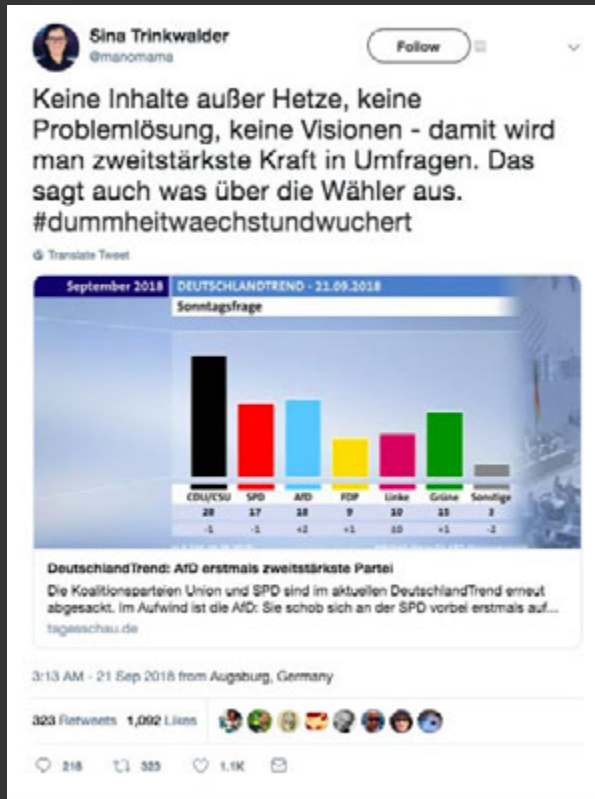 Sina Trinkwalder
@manomama
Follow
Keine Inhalte außer Hetze, keine
Problemlösung, keine Visionen - damit wird
man zweitstärkste Kraft in Umfragen. Das
sagt auch was über die Wähler aus.
#dummheitwaechstundwuchert
Translate Tweet
September 2018 DEUTSCHLANDTREND - 21.09.2018
Sonntagsfrage
CDU/CSU SPD AfD FDP Linke Grüne Sonstige
28 17 18 9 10 15 3
-1 -1 +2 +1 ±0 +1 -2
DeutschlandTrend: AfD erstmals zweitstärkste Partei
Die Koalitionsparteien Union und SPD sind im aktuellen DeutschlandTrend erneut
abgesackt. Im Aufwind ist die AfD: Sie schob sich an der SPD vorbei erstmals auf...
tagesschau.de
3:13 AM - 21 Sep 2018 from Augsburg, Germany
323 Retweets 1,092 Likes
218 323 1.1K